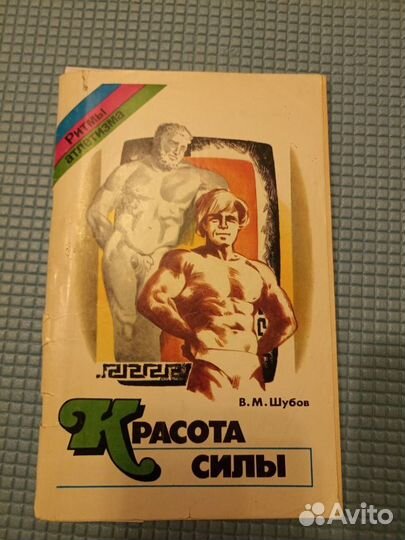 Ритмы
атлетизма
В. М. Шубов
Красота
силы
Avito